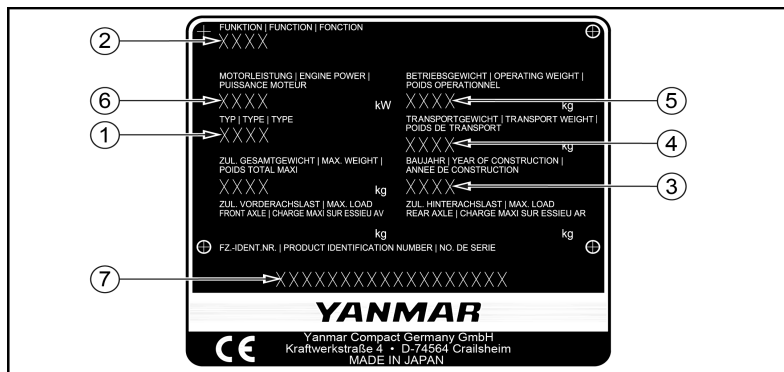 FUNKTION | FUNCTION | FONCTION
2
XXXX
MOTORLEISTUNG | ENGINE POWER |
PUISSANCE MOTEUR
6
XXXX
kW
BETRIEBSGEWICHT | OPERATING WEIGHT |
POIDS OPERATIONNEL
XXXX
kg
5
TYP | TYPE | TYPE
1
XXXX
TRANSPORTGEWICHT | TRANSPORT WEIGHT |
POIDS DE TRANSPORT
XXXX
kg
4
ZUL. GESAMTGEWICHT | MAX. WEIGHT |
POIDS TOTAL MAXI
XXXX
kg
BAUJAHR | YEAR OF CONSTRUCTION |
ANNEE DE CONSTRUCTION
XXXX
3
ZUL. VORDERACHSLAST | MAX. LOAD
FRONT AXLE | CHARGE MAXI SUR ESSIEU AV
kg
ZUL. HINTERACHSLAST | MAX. LOAD
REAR AXLE | CHARGE MAXI SUR ESSIEU AR
kg
FZ.-IDENT.NR. | PRODUCT IDENTIFICATION NUMBER | NO. DE SERIE
7
XXXXXXXXXXXXXXXXXX
YANMAR
CE
Yanmar Compact Germany GmbH
Kraftwerkstraße 4 • D-74564 Crailsheim
MADE IN JAPAN